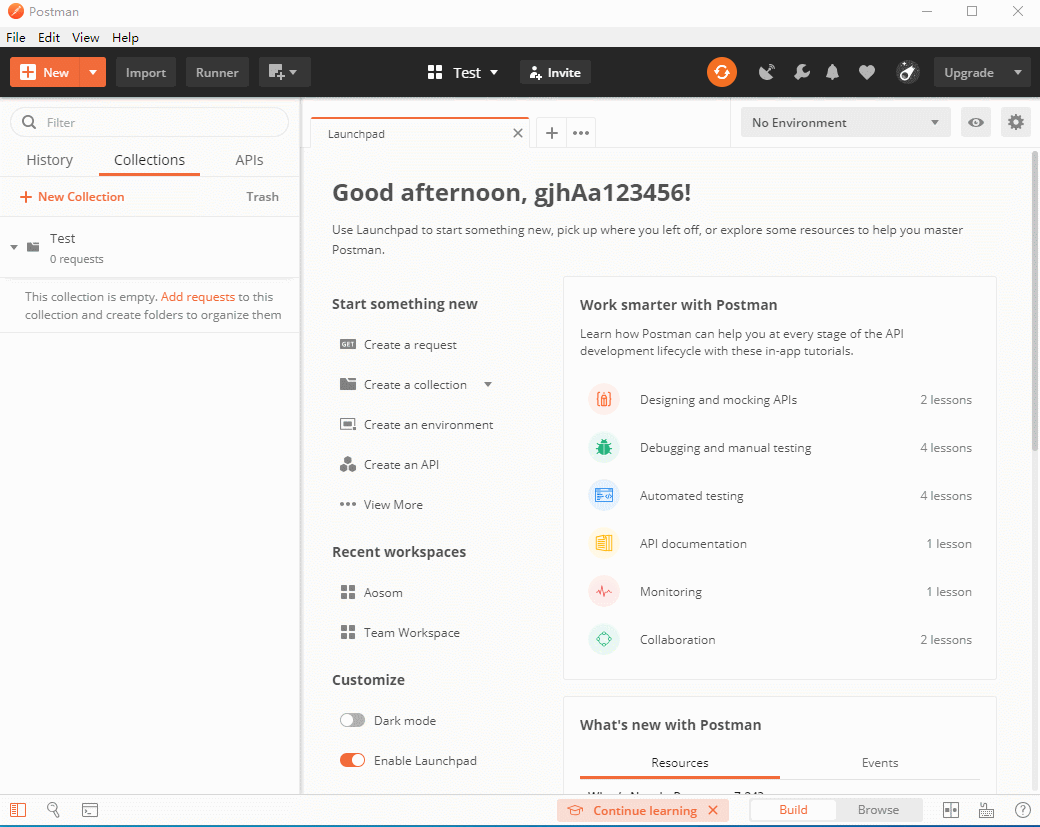 Postman
File Edit View Help
New Import Runner Test Invite Upgrade
Filter
History Collections APIs
New Collection Trash
Test
0 requests
This collection is empty. Add requests to this
collection and create folders to organize them
Launchpad
No Environment
Good afternoon, gjhAa123456!
Use Launchpad to start something new, pick up where you left off, or explore some resources to help you master
Postman.
Start something new
GET Create a request
Create a collection
Create an environment
Create an API
View More
Recent workspaces
Aosom
Team Workspace
Customize
Dark mode
Enable Launchpad
Work smarter with Postman
Learn how Postman can help you at every stage of the API
development lifecycle with these in-app tutorials.
Designing and mocking APIs 2 lessons
Debugging and manual testing 4 lessons
Automated testing 4 lessons
API documentation 1 lesson
Monitoring 1 lesson
Collaboration 2 lessons
What's new with Postman
Resources Events
Continue learning
Build Browse